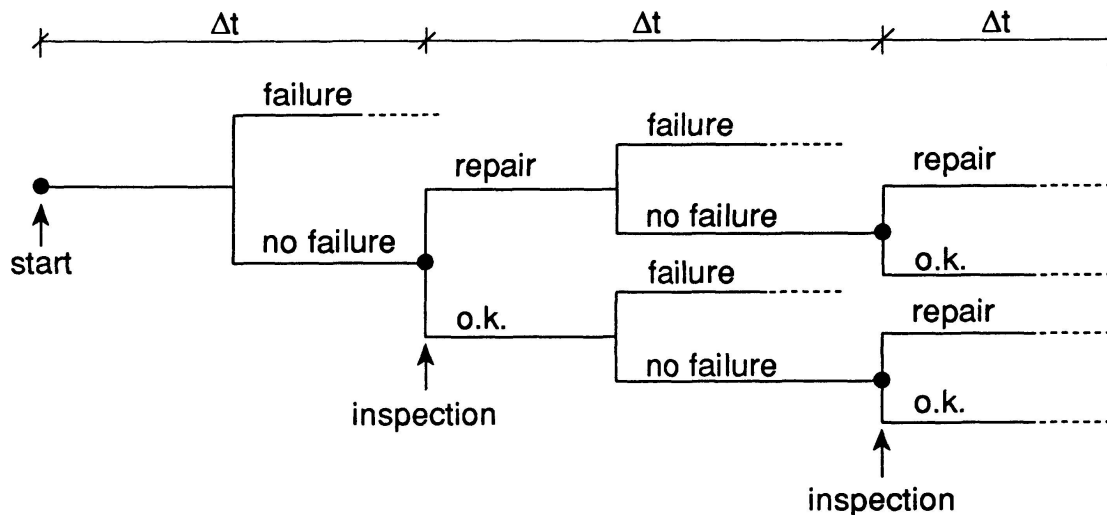 Δt Δt Δt
failure
failure
repair repair
no failure no failure
start failure o.k.
o.k. repair
no failure
inspection o.k.
inspection